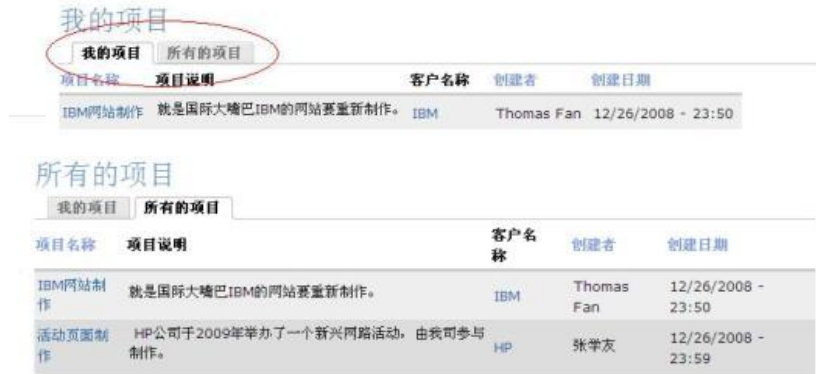 我的项目
我的项目 所有的项目
项目名称 项目说明 客户名称 创建者 创建日期
IBM网站制作 就是国际大嘴巴IBM的网站要重新制作。 IBM Thomas Fan 12/26/2008 - 23:50
所有的项目
我的项目 所有的项目
项目名称 项目说明 客户名
称 创建者 创建日期
IBM网站制
作 就是国际大嘴巴IBM的网站要重新制作。 IBM Thomas
Fan 12/26/2008 -
23:50
活动页面制
作 HP公司于2009年举办了一个新兴网路活动，由我司参与
制作。 HP 张学友 12/26/2008 -
23:59